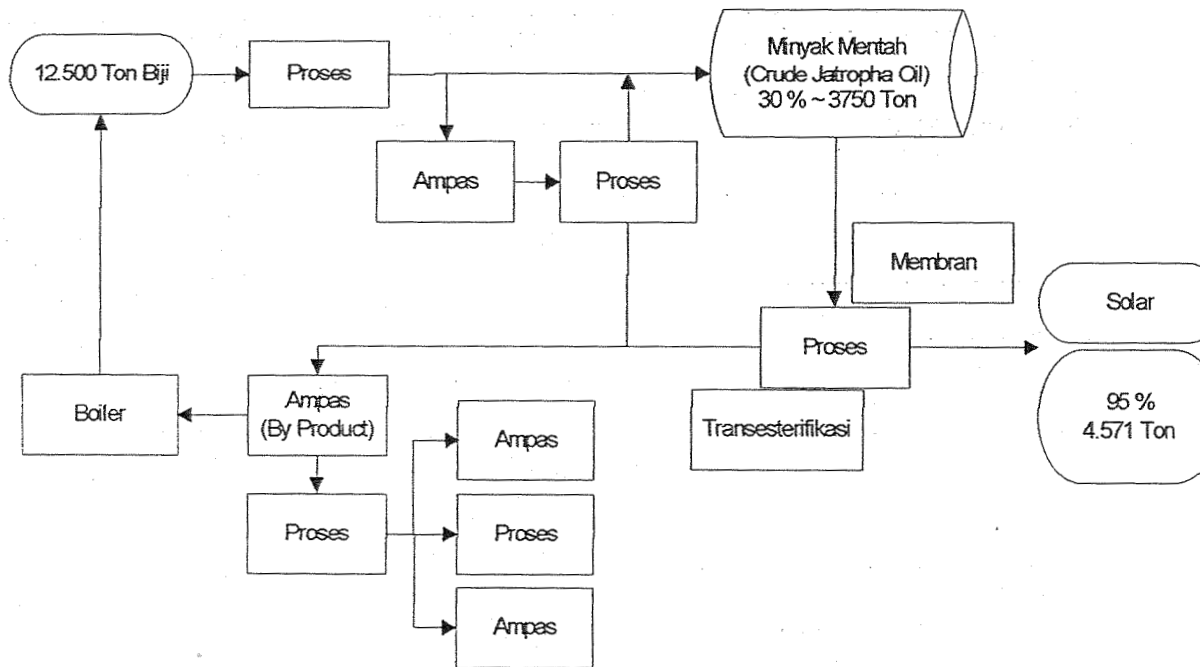 12.500 Ton Biji
Proses
Minyak Mentah
(Crude Jatropha Oil)
30 % ~ 3750 Ton
Ampas
Proses
Membran
Solar
Proses
95 %
4.571 Ton
Boiler
Ampas
(By Product)
Transesterifikasi
Ampas
Proses
Proses
Ampas